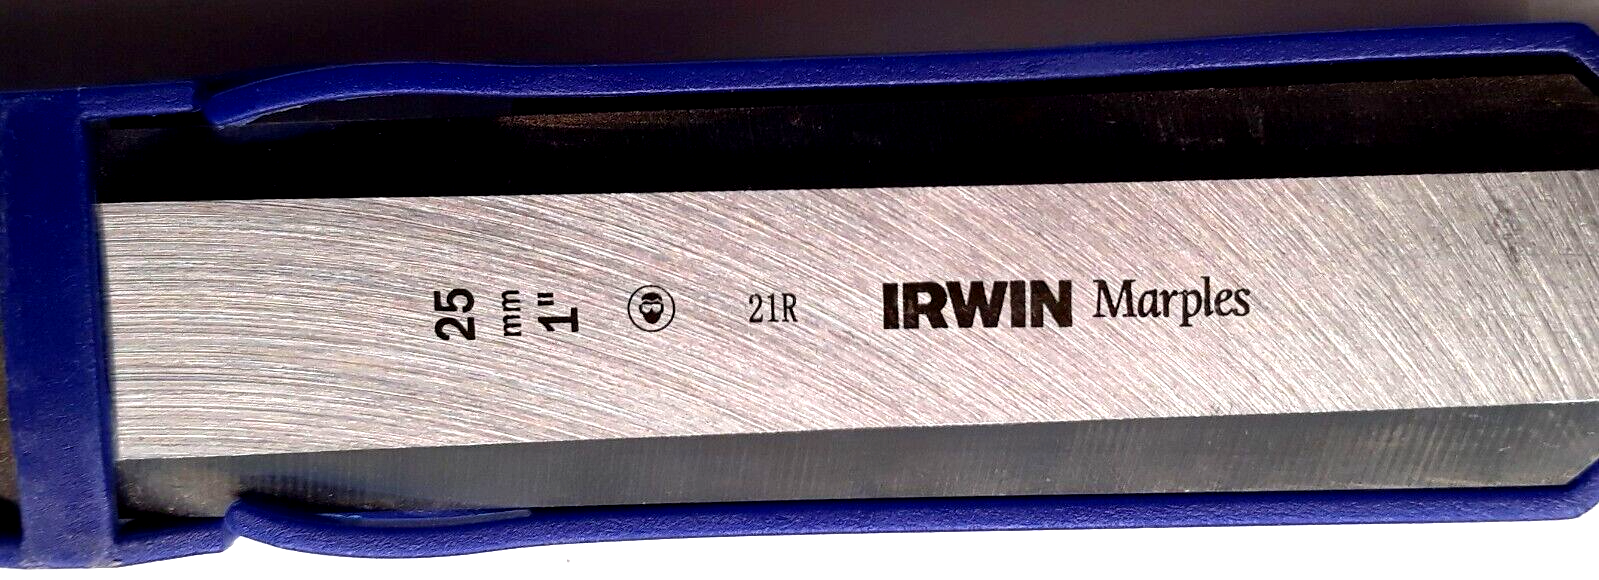 25
mm
1"
21R
IRWIN Marples